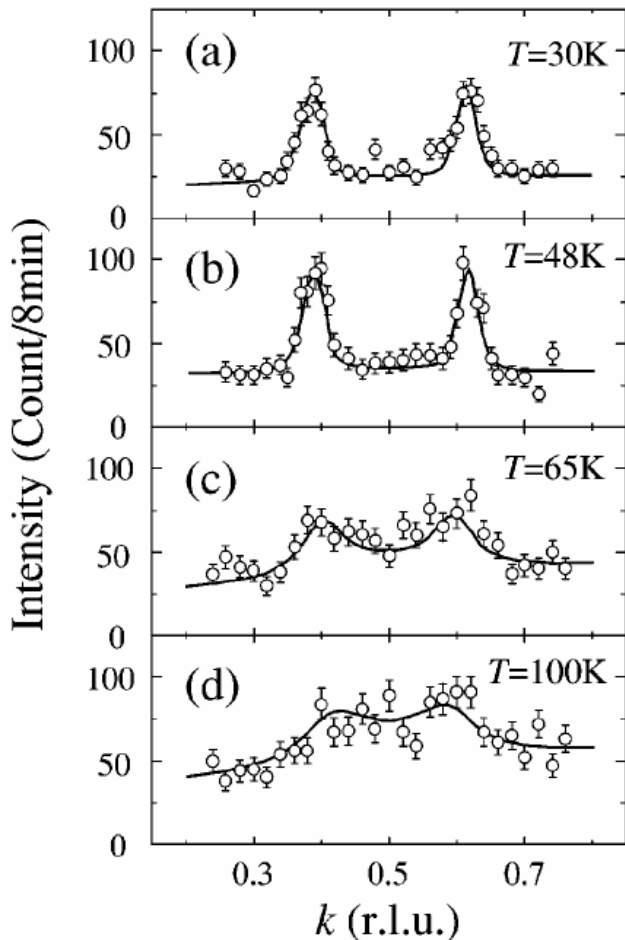 Intensity (Count/8min)
100
(a)
T=30K
50
0
100
(b)
T=48K
50
0
100
(c)
T=65K
50
0
100
(d)
T=100K
50
0
0.3 0.5 0.7
k (r.l.u.)